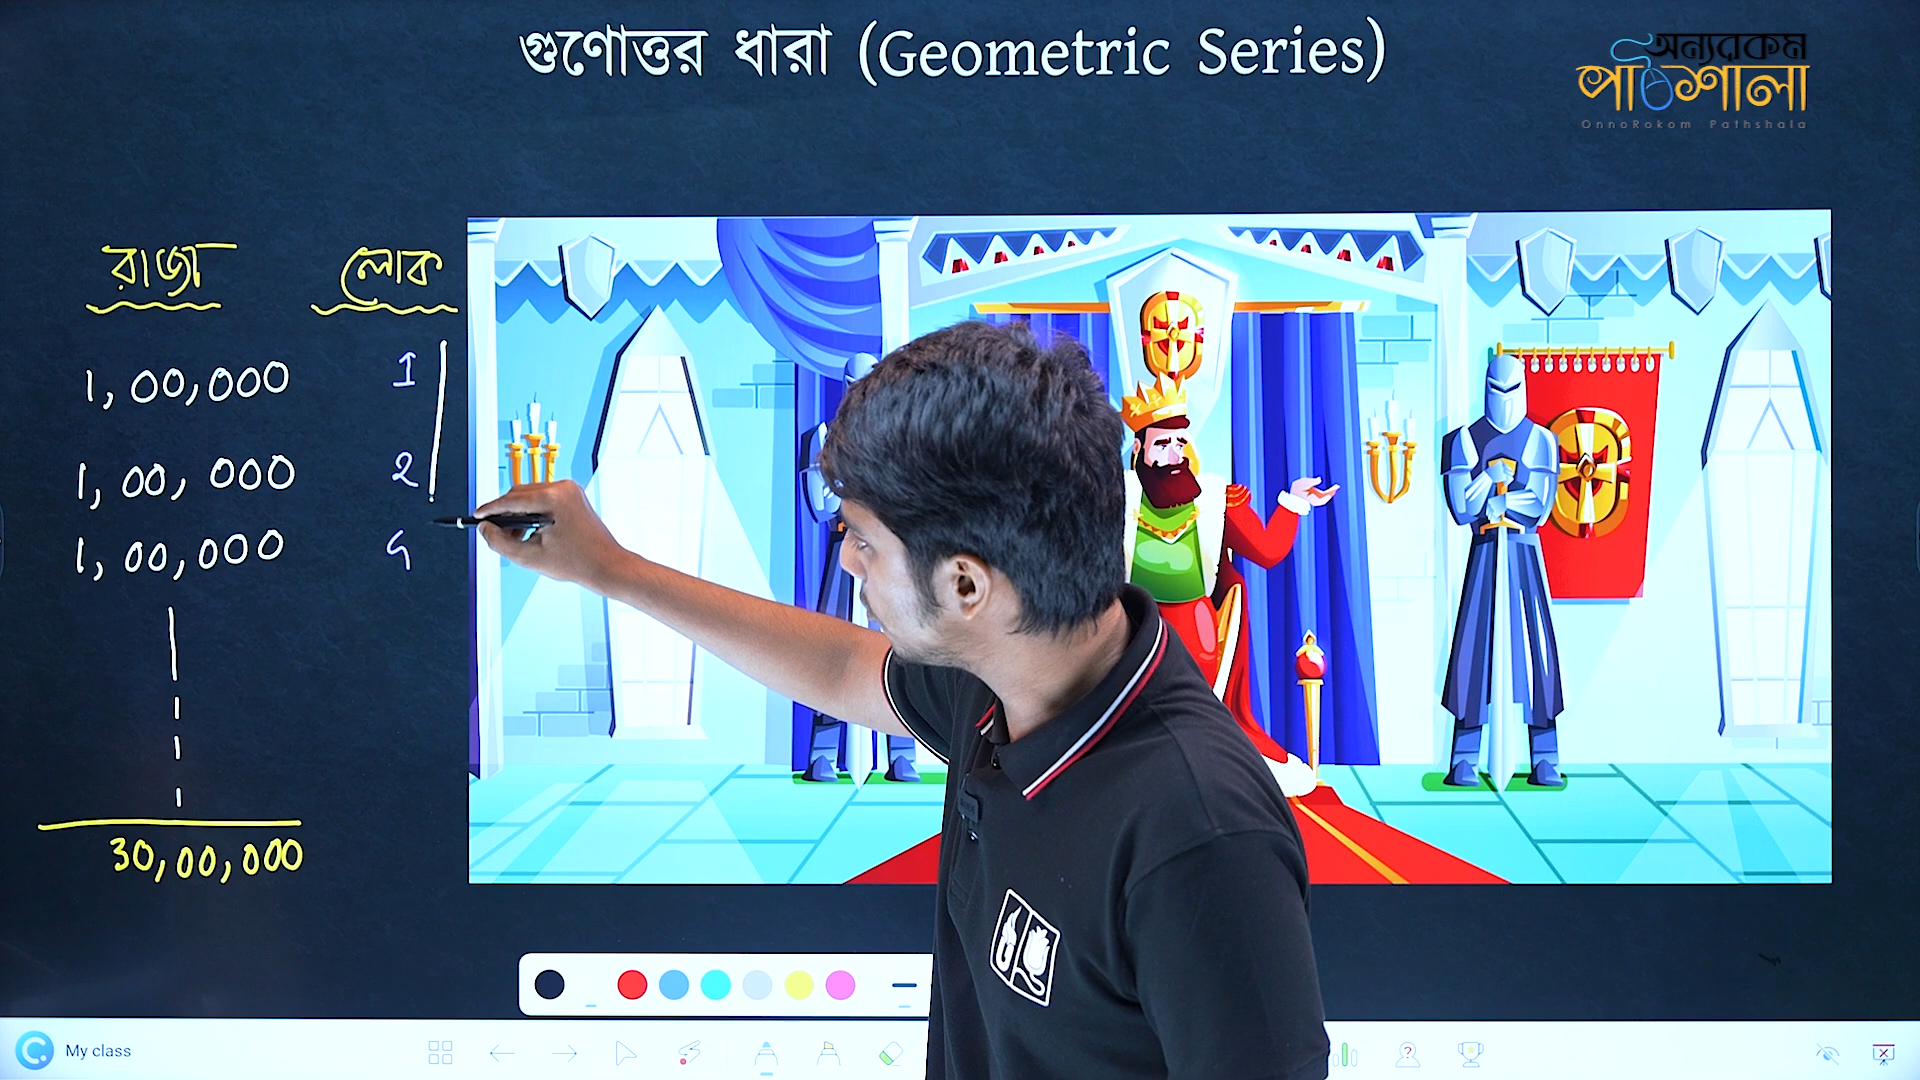 গুণোত্তর ধারা (Geometric Series)
অন্যরকম
পাঠশালা
OnnoRokom Pathshala
রাজা লোক
1,00,000 1
1,00,000 2
1,00,000 4
30,00,000
My class